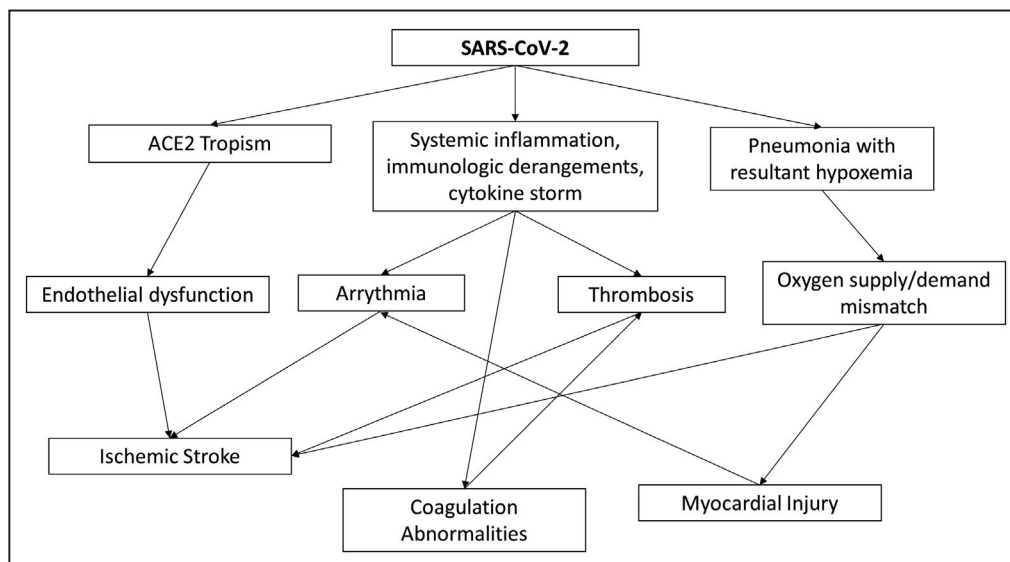 SARS-CoV-2
ACE2 Tropism
Systemic inflammation,
immunologic derangements,
cytokine storm
Pneumonia with
resultant hypoxemia
Endothelial dysfunction
Arrythmia
Thrombosis
Oxygen supply/demand
mismatch
Ischemic Stroke
Coagulation
Abnormalities
Myocardial Injury